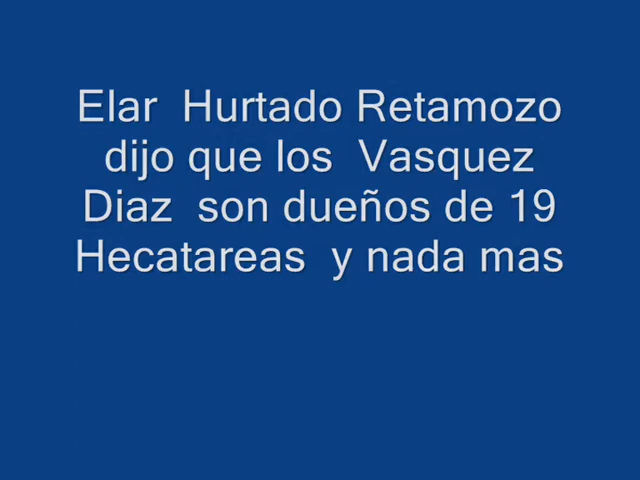 Elar  Hurtado Retamozo
dijo que los  Vasquez
Diaz  son dueños de 19
Hecatareas  y nada mas